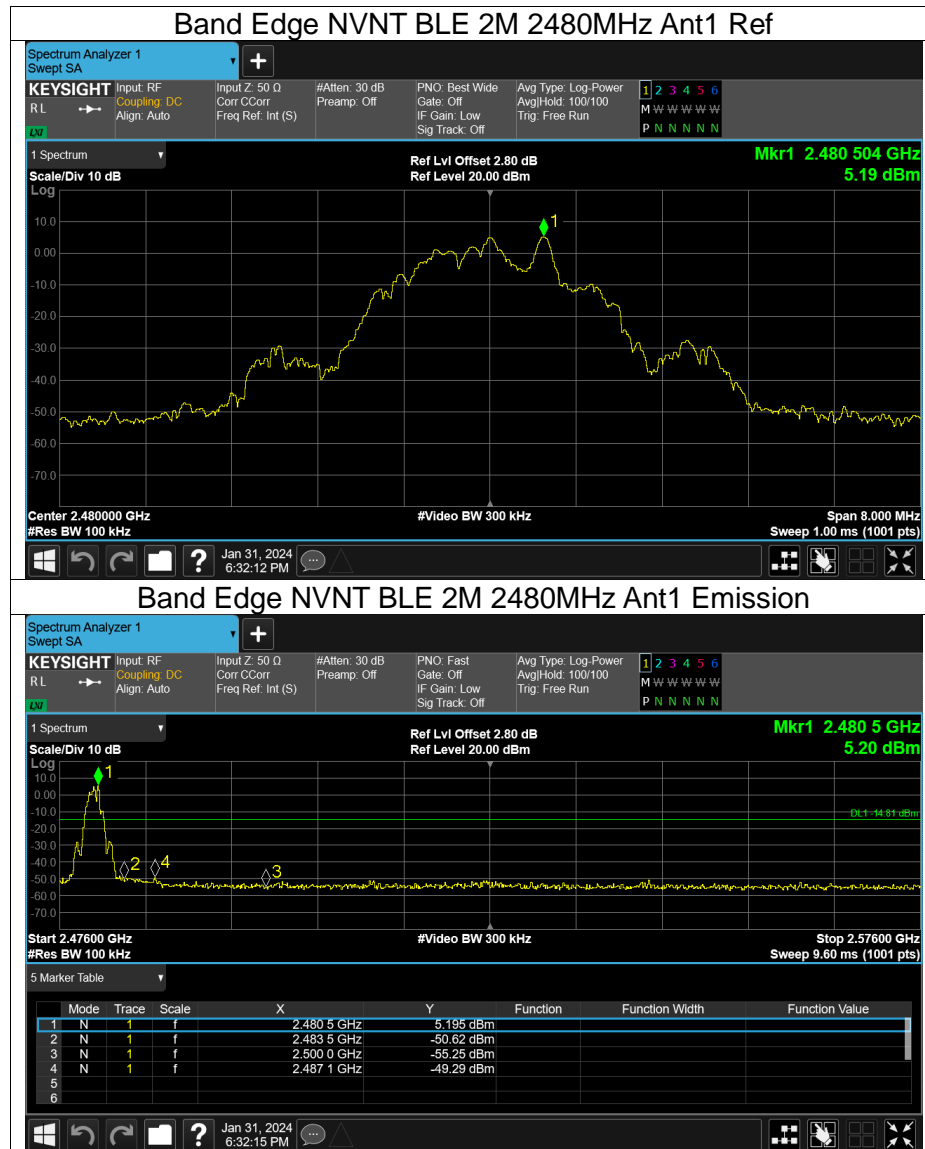 Band Edge NVNT BLE 2M 2480MHz Ant1 Ref
Spectrum Analyzer 1
Swept SA
+
KEYSIGHT Input: RF Input Z: 50 Ω #Atten: 30 dB PNO: Best Wide Avg Type: Log-Power 1 2 3 4 5 6
R L Coupling: DC Corr CCorr Preamp: Off Gate: Off Avg|Hold: 100/100 M W W W W W
Align: Auto Freq Ref: Int (S) IF Gain: Low Trig: Free Run
LXI Sig Track: Off P N N N N N
1 Spectrum Ref Lvl Offset 2.80 dB Mkr1 2.480 504 GHz
Scale/Div 10 dB Ref Level 20.00 dBm 5.19 dBm
Log
10.0
1
0.00
-10.0
-20.0
-30.0
-40.0
-50.0
-60.0
-70.0
Center 2.480000 GHz #Video BW 300 kHz Span 8.000 MHz
#Res BW 100 kHz Sweep 1.00 ms (1001 pts)
? Jan 31, 2024
6:32:12 PM
Band Edge NVNT BLE 2M 2480MHz Ant1 Emission
Spectrum Analyzer 1
Swept SA
+
KEYSIGHT Input: RF Input Z: 50 Ω #Atten: 30 dB PNO: Fast Avg Type: Log-Power 1 2 3 4 5 6
R L Coupling: DC Corr CCorr Preamp: Off Gate: Off Avg|Hold: 100/100 M W W W W W
Align: Auto Freq Ref: Int (S) IF Gain: Low Trig: Free Run
LXI Sig Track: Off P N N N N N
1 Spectrum Ref Lvl Offset 2.80 dB Mkr1 2.480 5 GHz
Scale/Div 10 dB Ref Level 20.00 dBm 5.20 dBm
Log
1
10.0
0.00
-10.0 DL1 -14.81 dBm
-20.0
-30.0
-40.0 2 4
-50.0 3
-60.0
-70.0
Start 2.47600 GHz #Video BW 300 kHz Stop 2.57600 GHz
#Res BW 100 kHz Sweep 9.60 ms (1001 pts)
5 Marker Table
Mode Trace Scale X Y Function Function Width Function Value
1 N 1 f 2.480 5 GHz 5.195 dBm
2 N 1 f 2.483 5 GHz -50.62 dBm
3 N 1 f 2.500 0 GHz -55.25 dBm
4 N 1 f 2.487 1 GHz -49.29 dBm
5
6
? Jan 31, 2024
6:32:15 PM